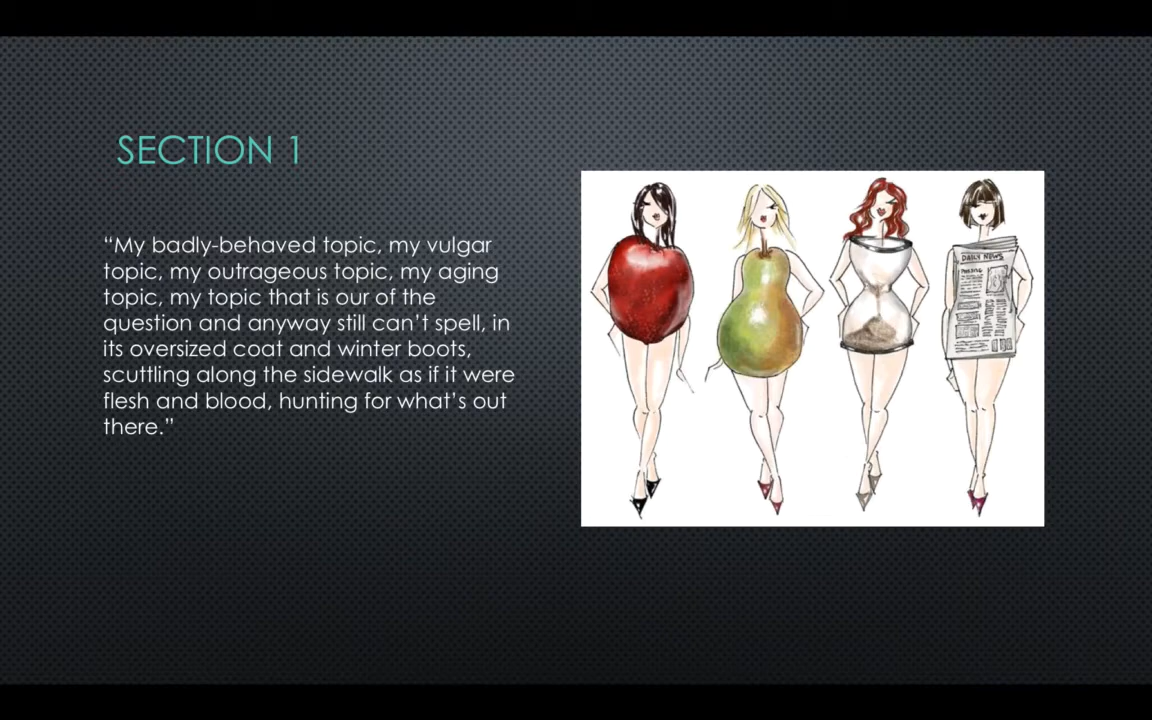 SECTION 1
“My badly-behaved topic, my vulgar
topic, my outrageous topic, my aging
topic, my topic that is our of the
question and anyway still can’t spell, in
its oversized coat and winter boots,
scuttling along the sidewalk as if it were
flesh and blood, hunting for what’s out
there.”
DAILY NEWS